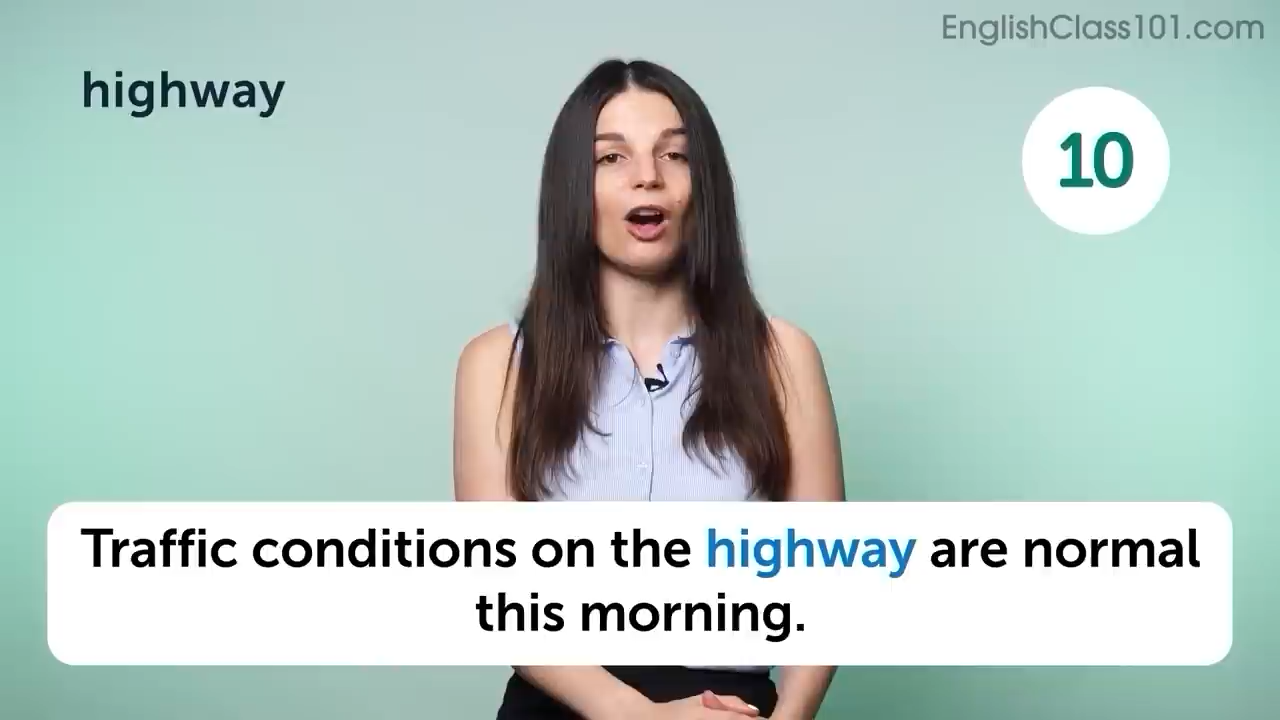 EnglishClass101.com
highway
10
Traffic conditions on the highway are normal
this morning.